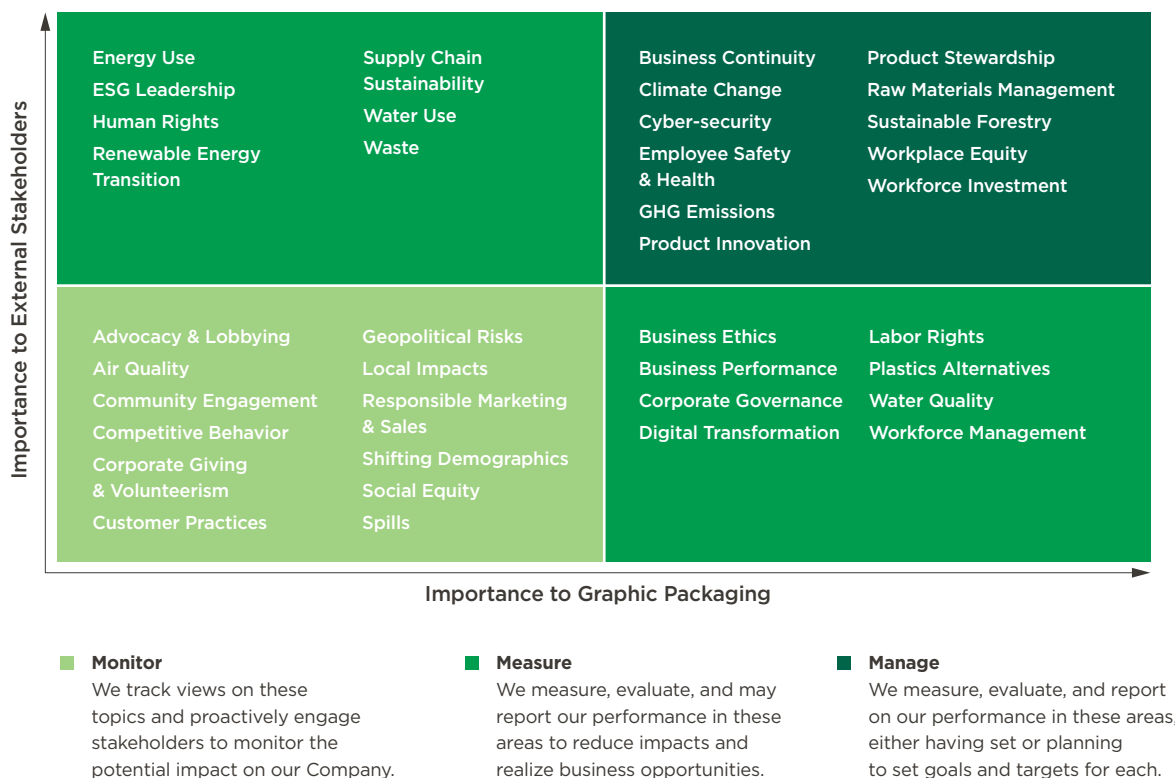 Importance to External Stakeholders
Energy Use
ESG Leadership
Human Rights
Renewable Energy
Transition
Supply Chain
Sustainability
Water Use
Waste
Business Continuity
Climate Change
Cyber-security
Employee Safety
& Health
GHG Emissions
Product Innovation
Product Stewardship
Raw Materials Management
Sustainable Forestry
Workplace Equity
Workforce Investment
Advocacy & Lobbying
Air Quality
Community Engagement
Competitive Behavior
Corporate Giving
& Volunteerism
Customer Practices
Geopolitical Risks
Local Impacts
Responsible Marketing
& Sales
Shifting Demographics
Social Equity
Spills
Business Ethics
Business Performance
Corporate Governance
Digital Transformation
Labor Rights
Plastics Alternatives
Water Quality
Workforce Management
Importance to Graphic Packaging
Monitor
We track views on these
topics and proactively engage
stakeholders to monitor the
potential impact on our Company.
Measure
We measure, evaluate, and may
report our performance in these
areas to reduce impacts and
realize business opportunities.
Manage
We measure, evaluate, and report
on our performance in these areas,
either having set or planning
to set goals and targets for each.